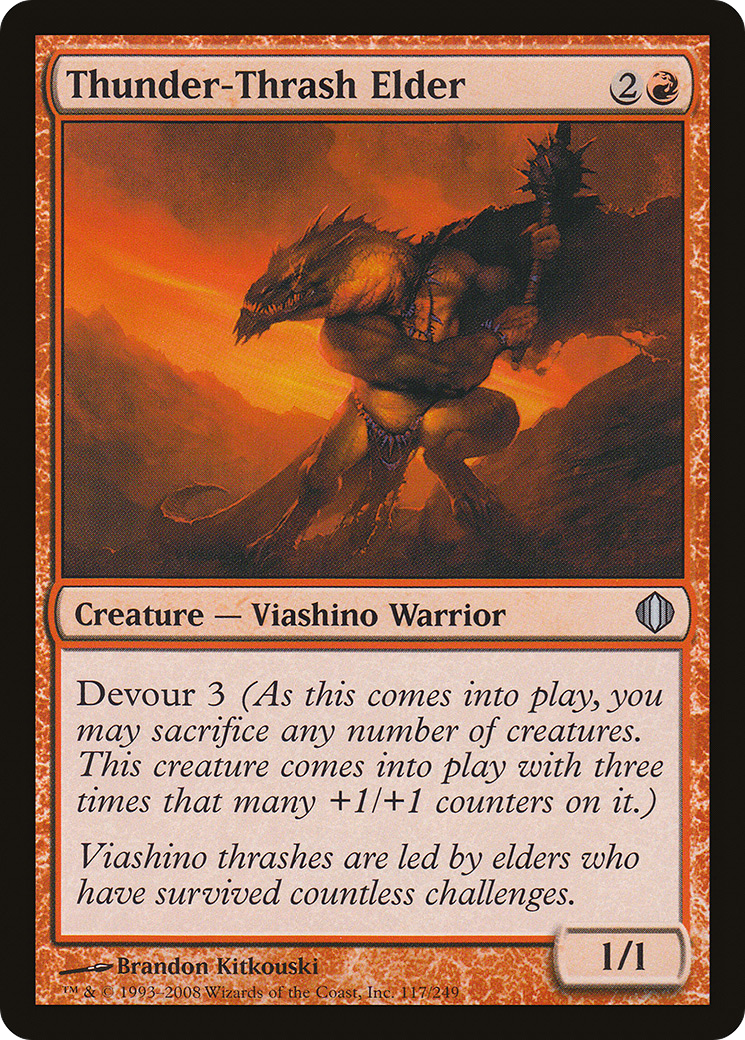 Thunder-Thrash Elder 2
Creature — Viashino Warrior
Devour 3 (As this comes into play, you
may sacrifice any number of creatures.
This creature comes into play with three
times that many +1/+1 counters on it.)
Viashino thrashes are led by elders who
have survived countless challenges.
1/1
Brandon Kitkouski
™ & © 1993–2008 Wizards of the Coast, Inc. 117/249